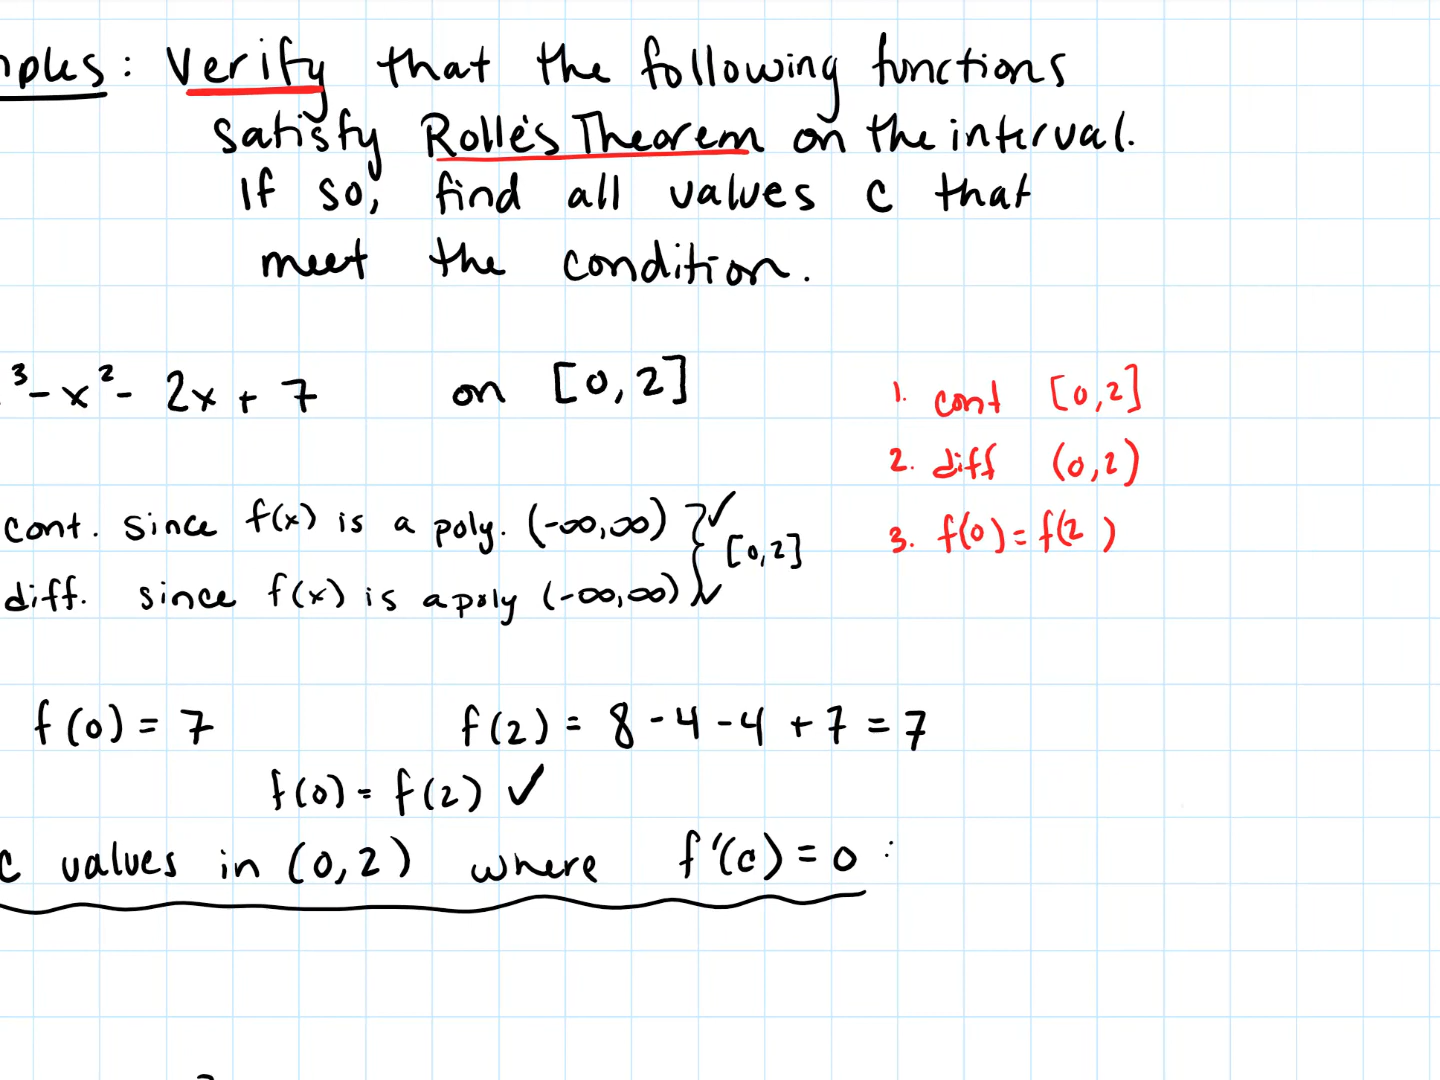 mples: Verify that the following functions
satisfy Rolle's Theorem on the interval.
If so, find all values c that
meet the condition.
³-x²- 2x + 7 on [0,2]
1. cont [0,2]
2. diff (0,2)
3. f(0)=f(2 )
cont. since f(x) is a poly. (-∞,∞) } ✓
[0,2]
diff. since f(x) is a poly (-∞,∞) ✓
f(0) = 7 f(2) = 8 - 4 - 4 + 7 = 7
f(0) = f(2) ✓
c values in (0,2) where f'(c) = 0 :